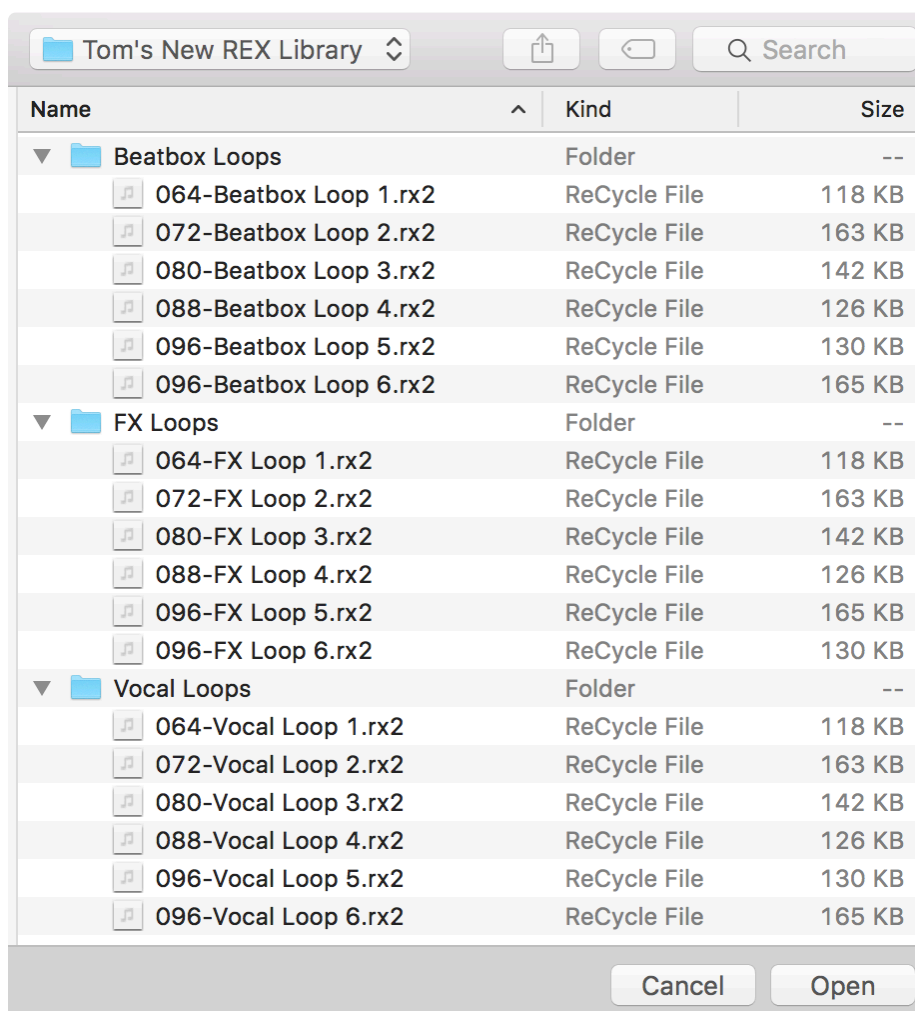 Tom's New REX Library Search
Name Kind Size
Beatbox Loops Folder --
064-Beatbox Loop 1.rx2 ReCycle File 118 KB
072-Beatbox Loop 2.rx2 ReCycle File 163 KB
080-Beatbox Loop 3.rx2 ReCycle File 142 KB
088-Beatbox Loop 4.rx2 ReCycle File 126 KB
096-Beatbox Loop 5.rx2 ReCycle File 130 KB
096-Beatbox Loop 6.rx2 ReCycle File 165 KB
FX Loops Folder --
064-FX Loop 1.rx2 ReCycle File 118 KB
072-FX Loop 2.rx2 ReCycle File 163 KB
080-FX Loop 3.rx2 ReCycle File 142 KB
088-FX Loop 4.rx2 ReCycle File 126 KB
096-FX Loop 5.rx2 ReCycle File 165 KB
096-FX Loop 6.rx2 ReCycle File 130 KB
Vocal Loops Folder --
064-Vocal Loop 1.rx2 ReCycle File 118 KB
072-Vocal Loop 2.rx2 ReCycle File 163 KB
080-Vocal Loop 3.rx2 ReCycle File 142 KB
088-Vocal Loop 4.rx2 ReCycle File 126 KB
096-Vocal Loop 5.rx2 ReCycle File 130 KB
096-Vocal Loop 6.rx2 ReCycle File 165 KB
Cancel Open